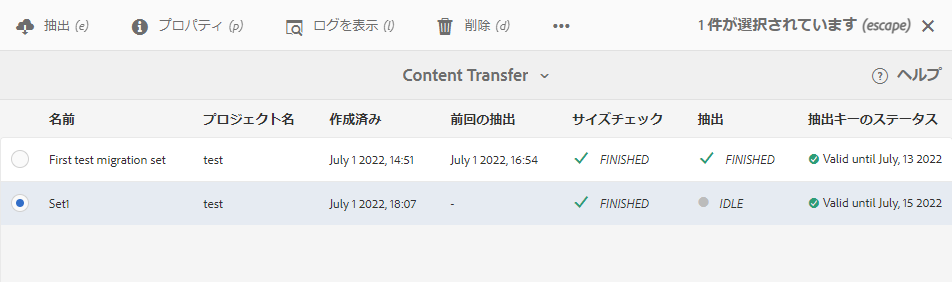 抽出 (e) プロパティ (p) ログを表示 (l) 削除 (d) ••• 1 件が選択されています (escape)
Content Transfer ヘルプ
名前 プロジェクト名 作成済み 前回の抽出 サイズチェック 抽出 抽出キーのステータス
First test migration set test July 1 2022, 14:51 July 1 2022, 16:54 FINISHED FINISHED Valid until July, 13 2022
Set1 test July 1 2022, 18:07 - FINISHED IDLE Valid until July, 15 2022